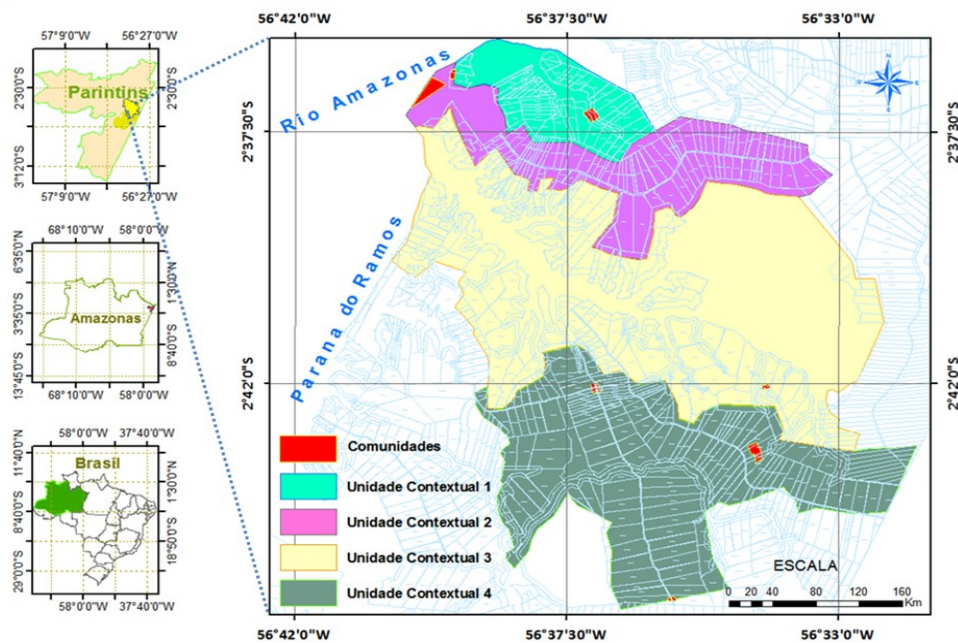 56°42'0"W 56°37'30"W 56°33'0"W
57°9'0"W 56°27'0"W
2°30'0"S Parintins 2°30'0"S
3°1'12"S 3°1'12"S
57°9'0"W 56°27'0"W
68°10'0"W 58°0'0"W
6°35'0"S 1°30'0"S
3°35'0"S Amazonas 3°35'0"S
13°45'0"S 8°40'0"S
68°10'0"W 58°0'0"W
58°0'0"W 37°40'0"W
11°40'0"N Brasil 1°30'0"N
8°40'0"S 8°40'0"S
29°0'0"S 18°50'0"S
58°0'0"W 37°40'0"W
Rio Amazonas
N
W E
S
2°37'30"S 2°37'30"S
Parana do Ramos
2°42'0"S 2°42'0"S
Comunidades
Unidade Contextual 1
Unidade Contextual 2
Unidade Contextual 3
Unidade Contextual 4
ESCALA
0 20 40 80 120 160
Km
56°42'0"W 56°37'30"W 56°33'0"W